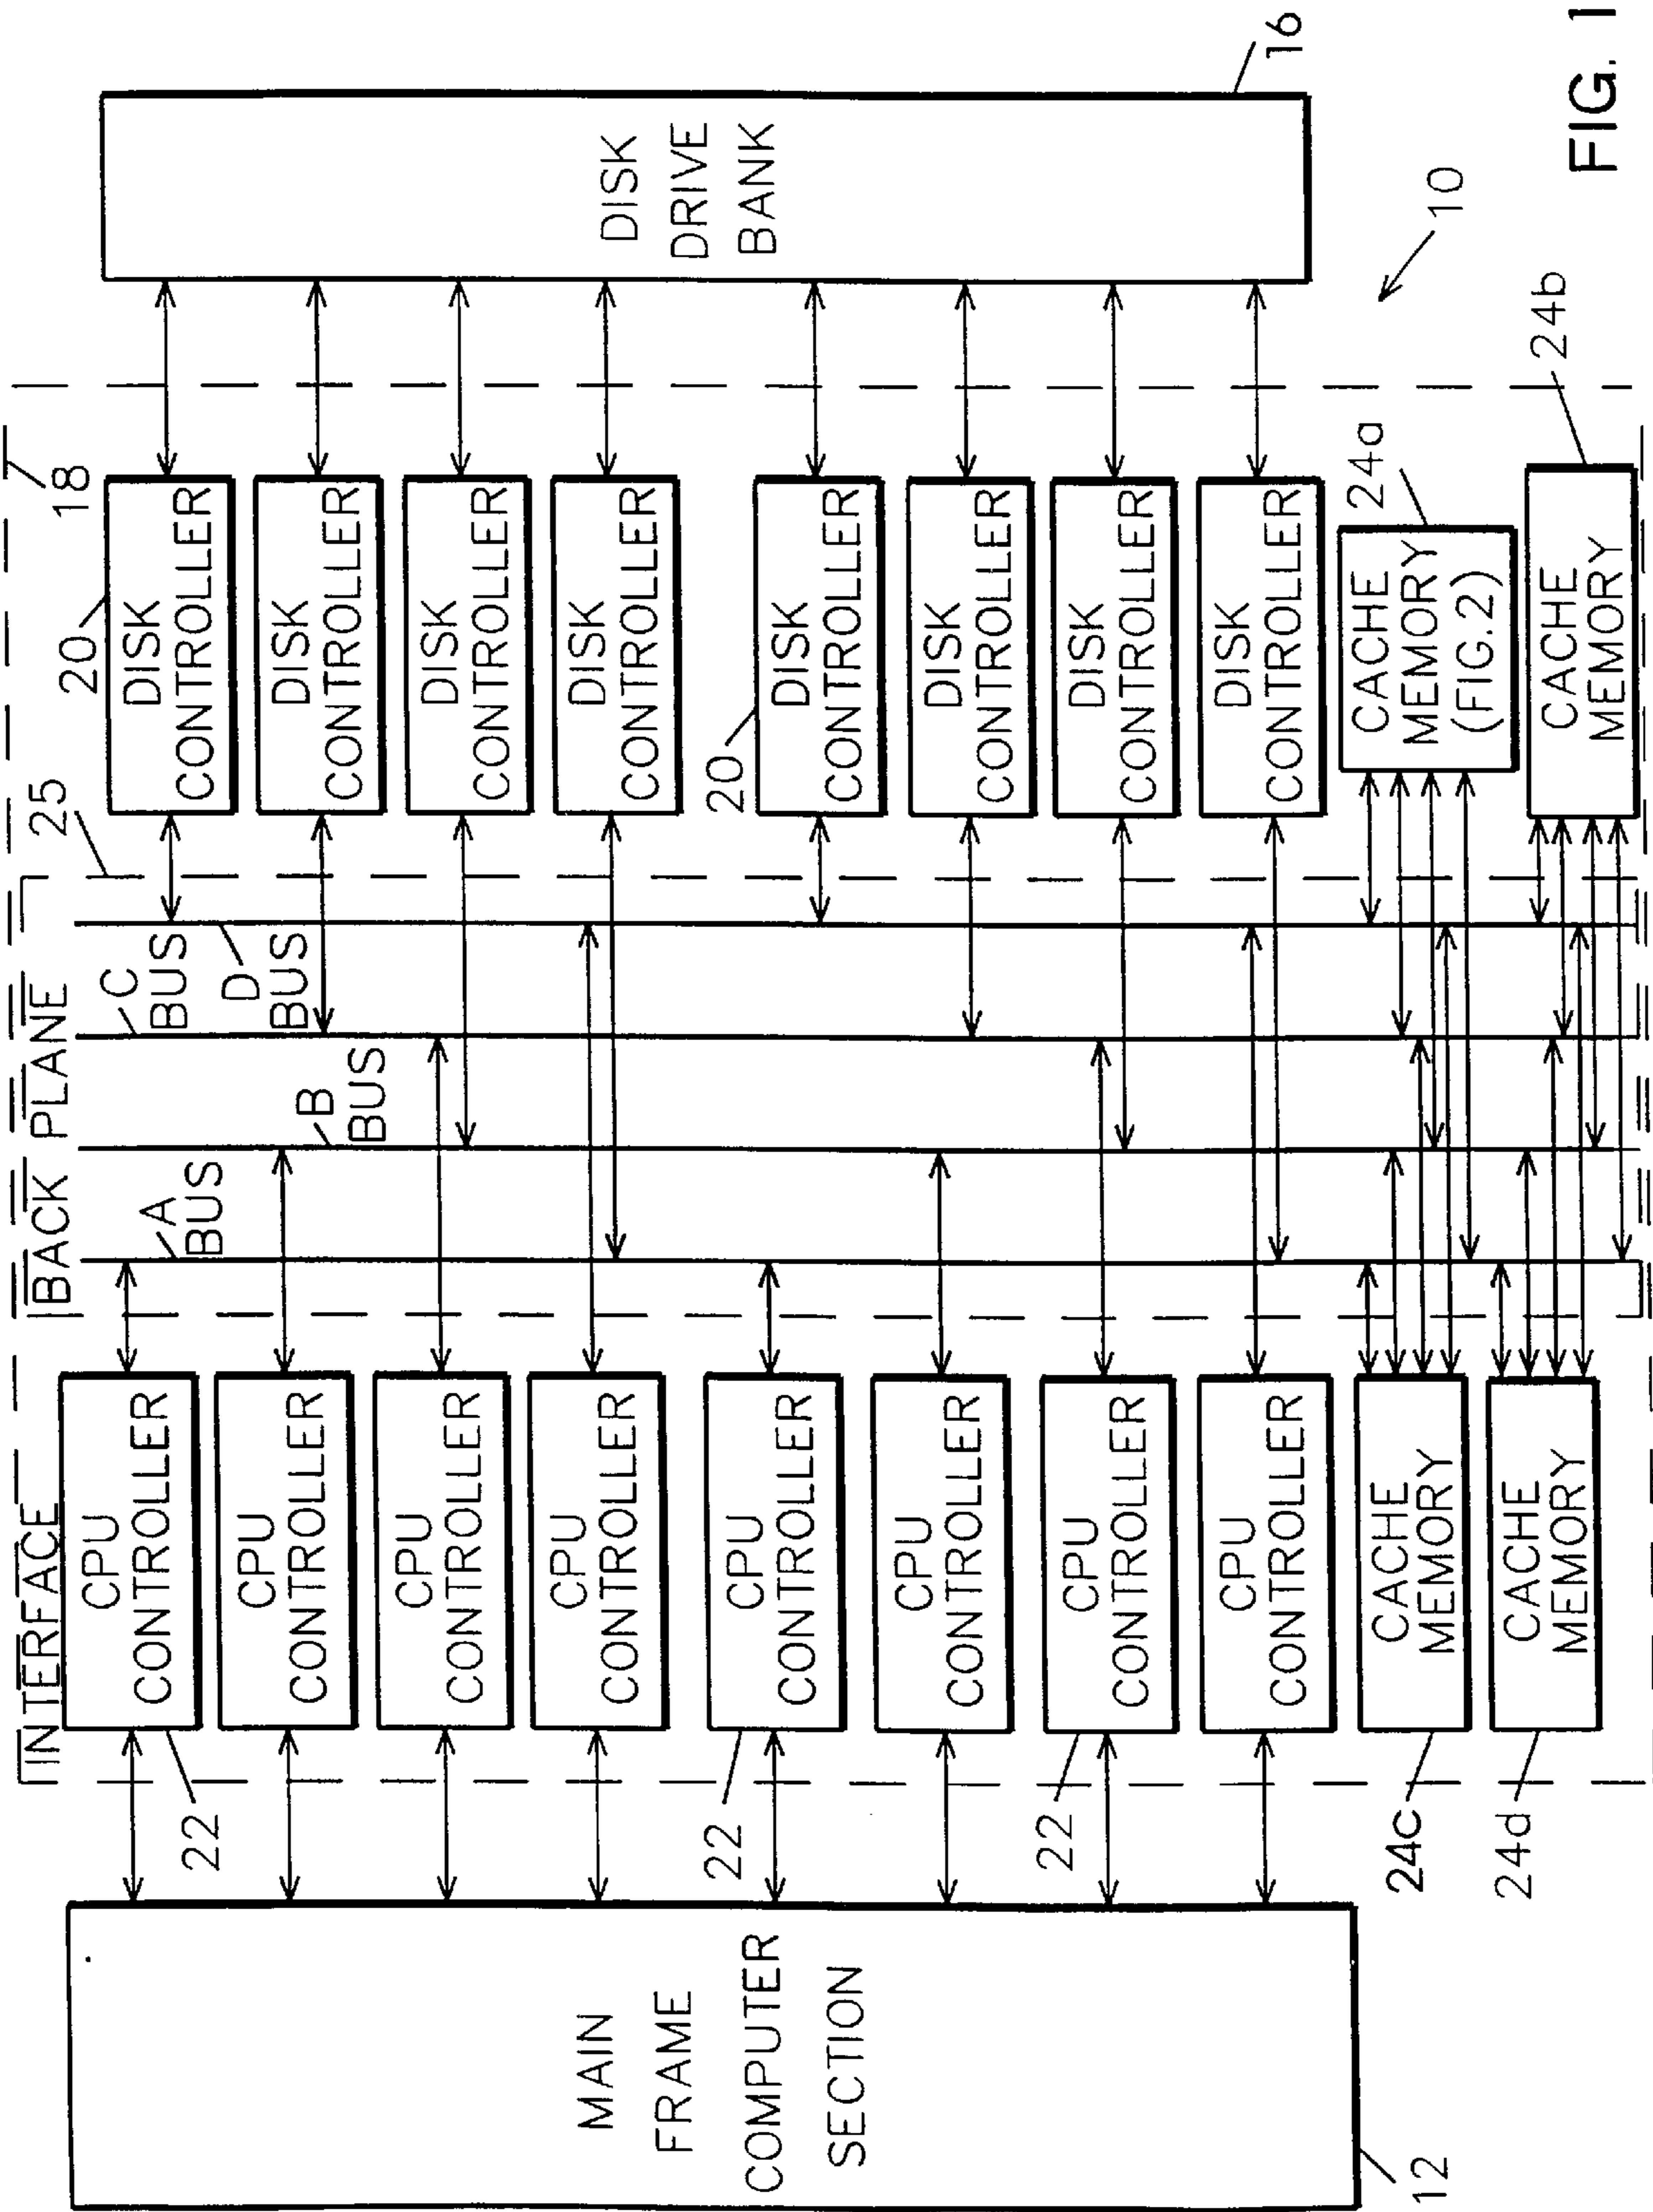 INTERFACE
BACK PLANE
18
25
A
BUS
B
BUS
C
BUS
D
BUS
MAIN
FRAME
COMPUTER
SECTION
12
CPU
CONTROLLER
22
CPU
CONTROLLER
CPU
CONTROLLER
CPU
CONTROLLER
CPU
CONTROLLER
22
CPU
CONTROLLER
CPU
CONTROLLER
22
CPU
CONTROLLER
CACHE
MEMORY
24c
CACHE
MEMORY
24d
20
DISK
CONTROLLER
DISK
CONTROLLER
DISK
CONTROLLER
DISK
CONTROLLER
20
DISK
CONTROLLER
DISK
CONTROLLER
DISK
CONTROLLER
DISK
CONTROLLER
CACHE
MEMORY
(FIG.2)
24a
CACHE
MEMORY
24b
DISK
DRIVE
BANK
16
10
FIG. 1